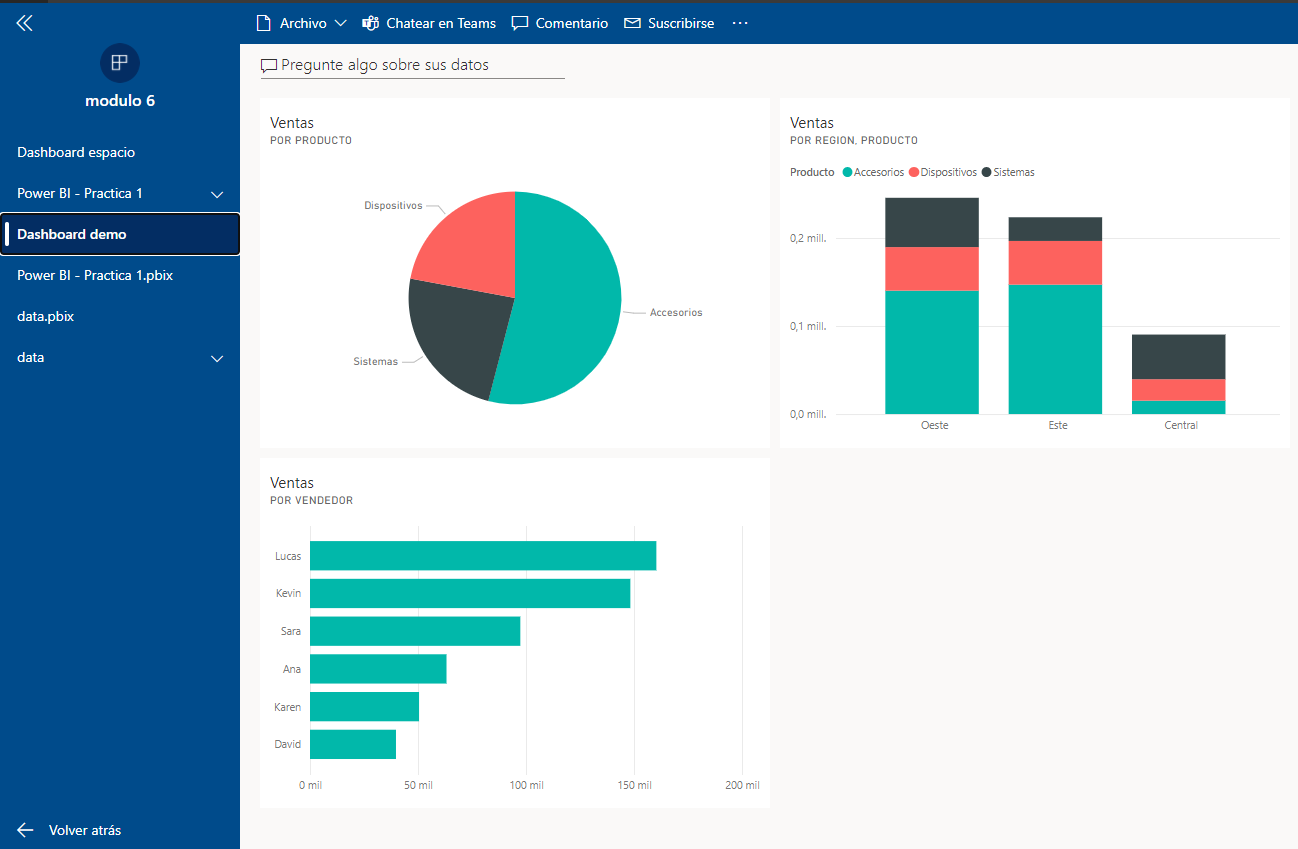 Archivo
Chatear en Teams
Comentario
Suscribirse
...
modulo 6
Dashboard espacio
Power BI - Practica 1
Dashboard demo
Power BI - Practica 1.pbix
data.pbix
data
Volver atrás
Pregunte algo sobre sus datos
Ventas
POR PRODUCTO
Dispositivos
Accesorios
Sistemas
Ventas
POR REGION, PRODUCTO
Producto Accesorios Dispositivos Sistemas
0,2 mill.
0,1 mill.
0,0 mill.
Oeste Este Central
Ventas
POR VENDEDOR
Lucas
Kevin
Sara
Ana
Karen
David
0 mil 50 mil 100 mil 150 mil 200 mil